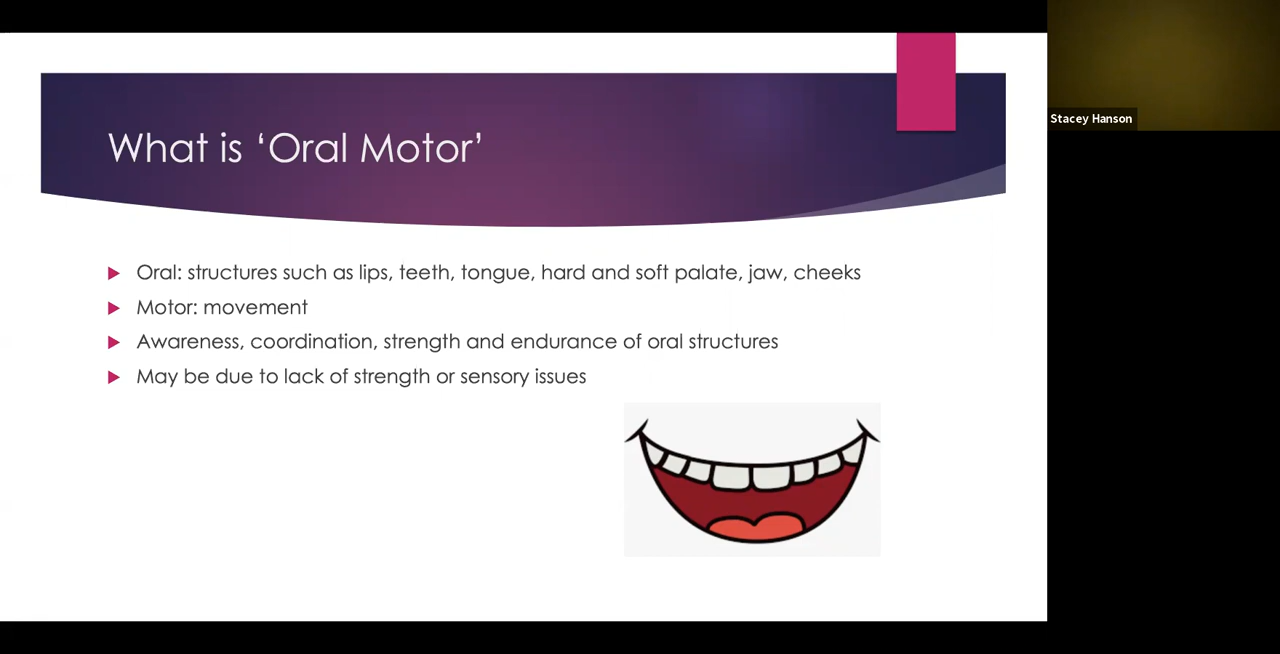 What is ‘Oral Motor’
Stacey Hanson
Oral: structures such as lips, teeth, tongue, hard and soft palate, jaw, cheeks
Motor: movement
Awareness, coordination, strength and endurance of oral structures
May be due to lack of strength or sensory issues